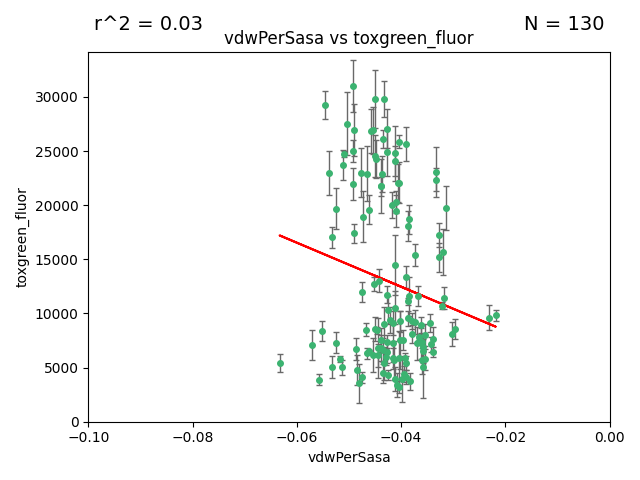 r^2 = 0.03
N = 130
vdwPerSasa vs toxgreen_fluor
30000
25000
20000
15000
10000
5000
0
toxgreen_fluor
−0.10
−0.08
−0.06
−0.04
−0.02
0.00
vdwPerSasa